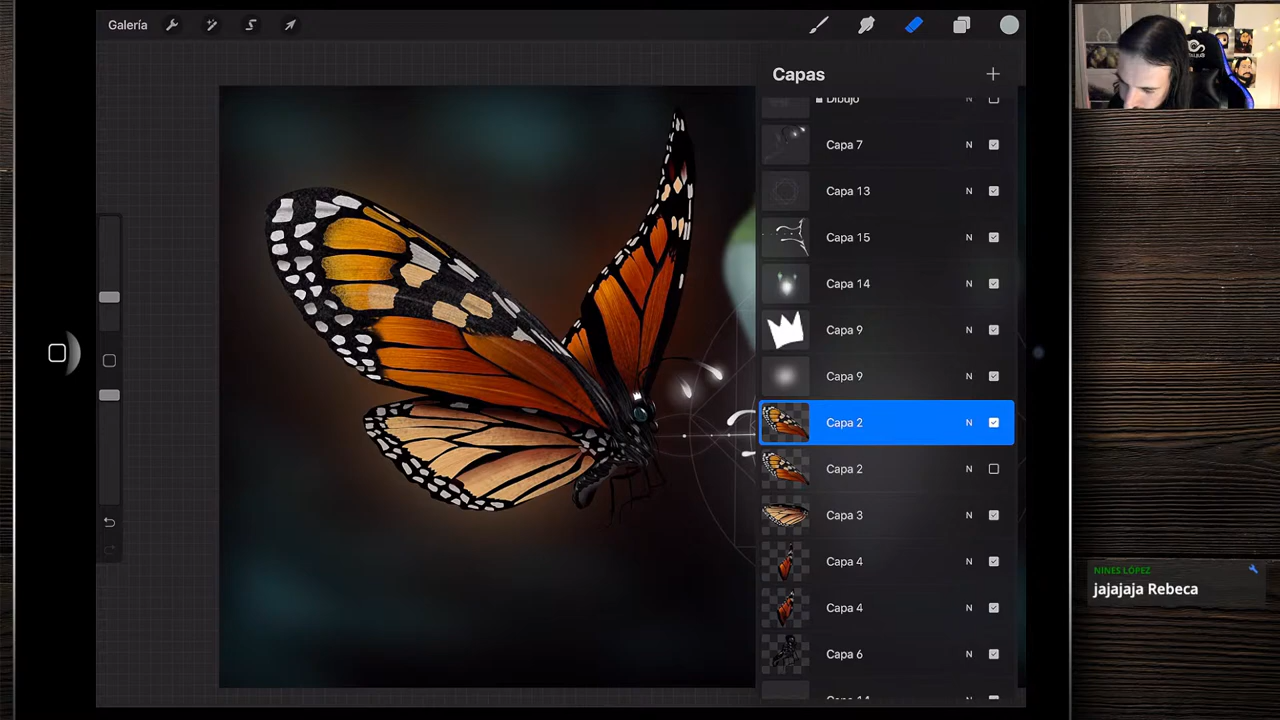 Galería
Capas
Dibujo
N
Capa 7
N
Capa 13
N
Capa 15
N
Capa 14
N
Capa 9
N
Capa 9
N
Capa 2
N
Capa 2
N
Capa 3
N
Capa 4
N
Capa 4
N
Capa 6
N
NINES LÓPEZ
jajajaja Rebeca